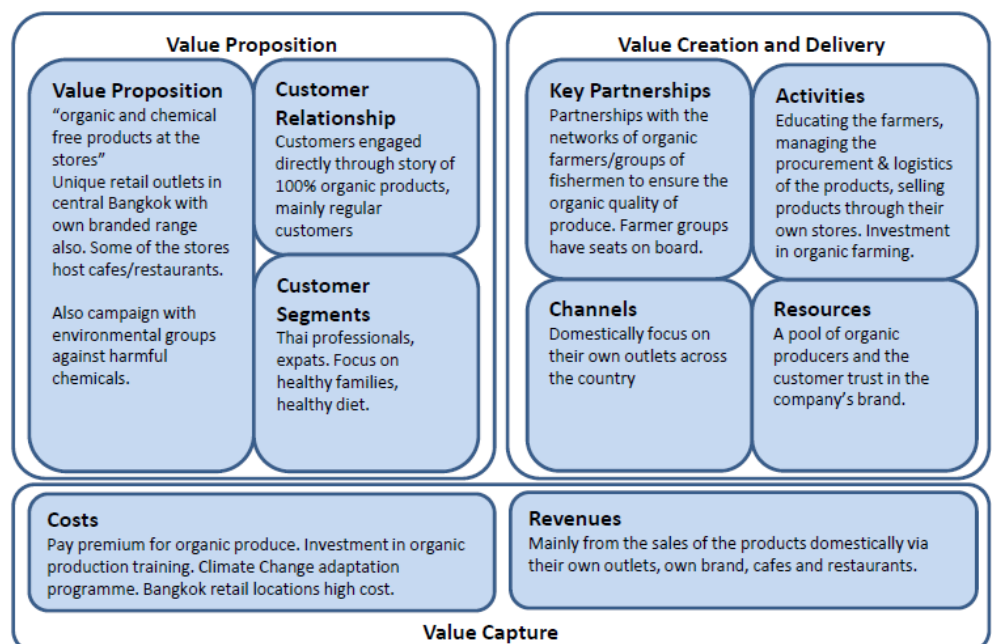 Value Proposition
Value Proposition
“organic and chemical
free products at the
stores”
Unique retail outlets in
central Bangkok with
own branded range
also. Some of the stores
host cafes/restaurants.
Also campaign with
environmental groups
against harmful
chemicals.
Customer
Relationship
Customers engaged
directly through story of
100% organic products,
mainly regular
customers
Customer
Segments
Thai professionals,
expats. Focus on
healthy families,
healthy diet.
Value Creation and Delivery
Key Partnerships
Partnerships with the
networks of organic
farmers/groups of
fishermen to ensure the
organic quality of
produce. Farmer groups
have seats on board.
Activities
Educating the farmers,
managing the
procurement & logistics
of the products, selling
products through their
own stores. Investment
in organic farming.
Channels
Domestically focus on
their own outlets across
the country
Resources
A pool of organic
producers and the
customer trust in the
company’s brand.
Costs
Pay premium for organic produce. Investment in organic
production training. Climate Change adaptation
programme. Bangkok retail locations high cost.
Revenues
Mainly from the sales of the products domestically via
their own outlets, own brand, cafes and restaurants.
Value Capture